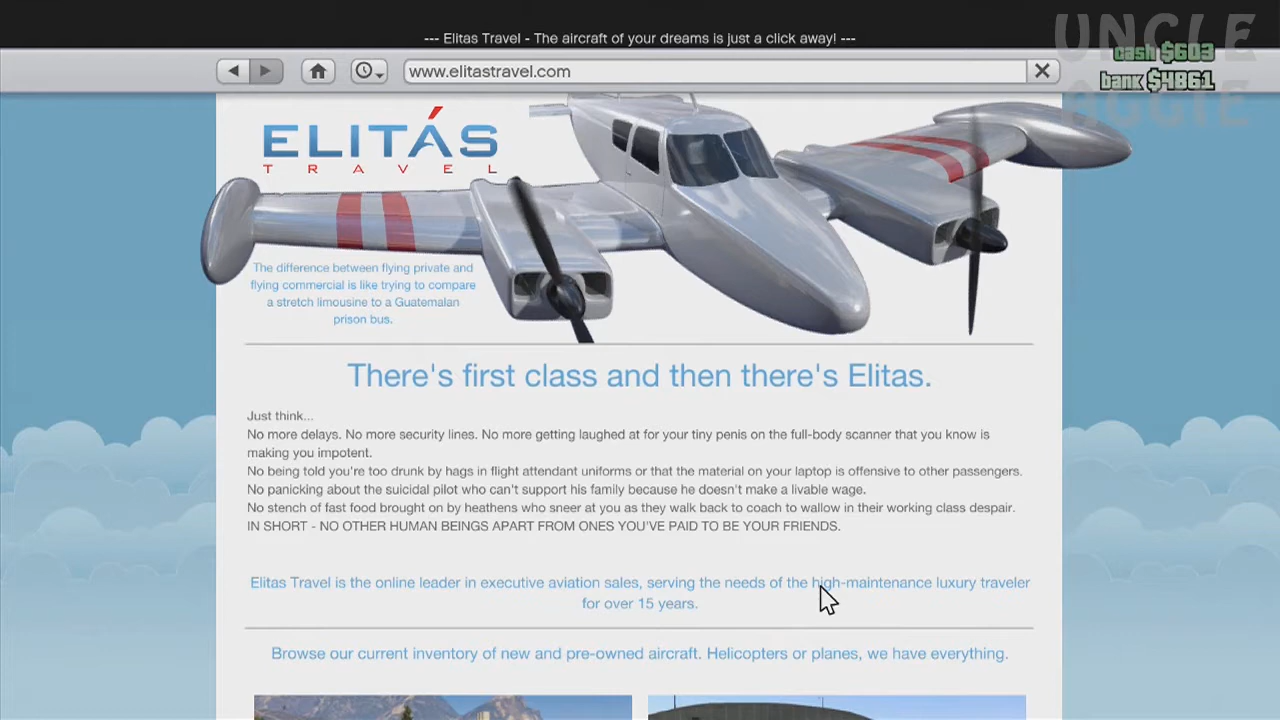 UNCLE
AGGIE
--- Elitas Travel - The aircraft of your dreams is just a click away! ---
cash $603
www.elitastravel.com
bank $4861
ELITÁS
TRAVEL
The difference between flying private and
flying commercial is like trying to compare
a stretch limousine to a Guatemalan
prison bus.
There's first class and then there's Elitas.
Just think...
No more delays. No more security lines. No more getting laughed at for your tiny penis on the full-body scanner that you know is
making you impotent.
No being told you're too drunk by hags in flight attendant uniforms or that the material on your laptop is offensive to other passengers.
No panicking about the suicidal pilot who can't support his family because he doesn't make a livable wage.
No stench of fast food brought on by heathens who sneer at you as they walk back to coach to wallow in their working class despair.
IN SHORT - NO OTHER HUMAN BEINGS APART FROM ONES YOU'VE PAID TO BE YOUR FRIENDS.
Elitas Travel is the online leader in executive aviation sales, serving the needs of the high-maintenance luxury traveler
for over 15 years.
Browse our current inventory of new and pre-owned aircraft. Helicopters or planes, we have everything.